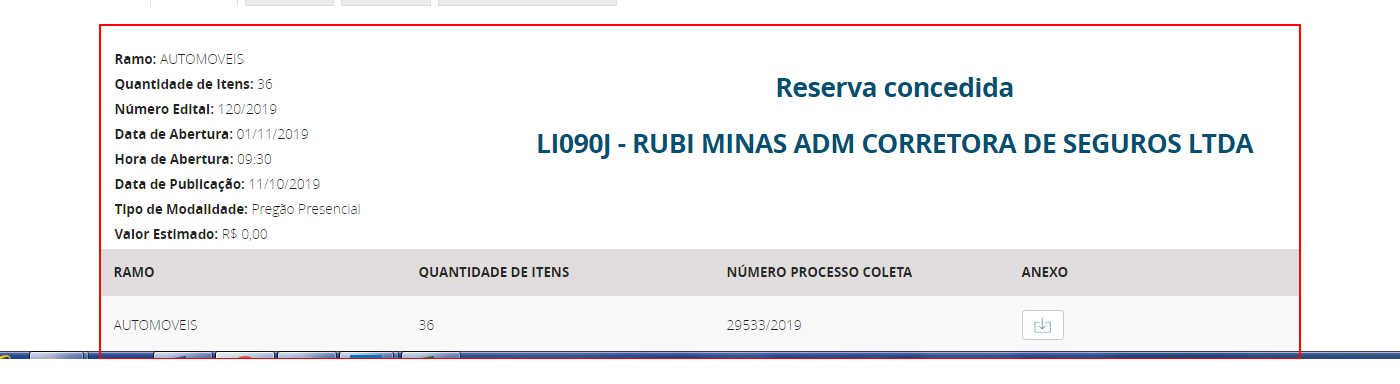 Ramo: AUTOMOVEIS
Quantidade de Itens: 36
Número Edital: 120/2019
Data de Abertura: 01/11/2019
Hora de Abertura: 09:30
Data de Publicação: 11/10/2019
Tipo de Modalidade: Pregão Presencial
Valor Estimado: R$ 0,00
Reserva concedida
LI090J - RUBI MINAS ADM CORRETORA DE SEGUROS LTDA
RAMO QUANTIDADE DE ITENS NÚMERO PROCESSO COLETA ANEXO
AUTOMOVEIS 36 29533/2019